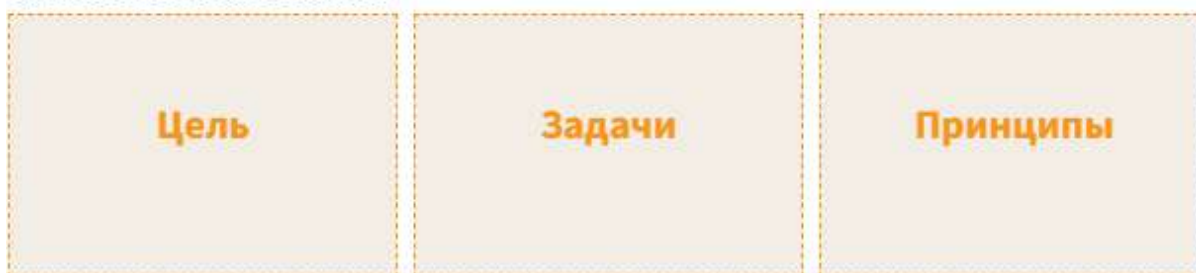 Цель
Задачи
Принципы